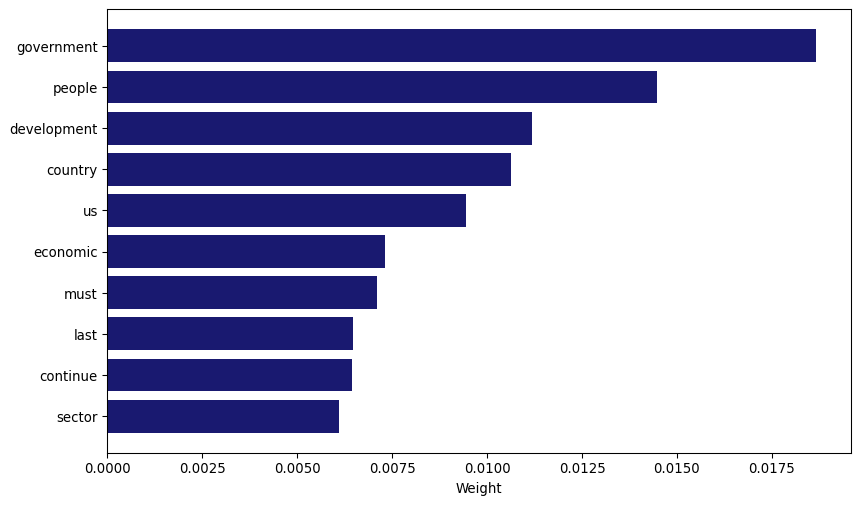 government
people
development
country
us
economic
must
last
continue
sector
0.0000 0.0025 0.0050 0.0075 0.0100 0.0125 0.0150 0.0175
Weight